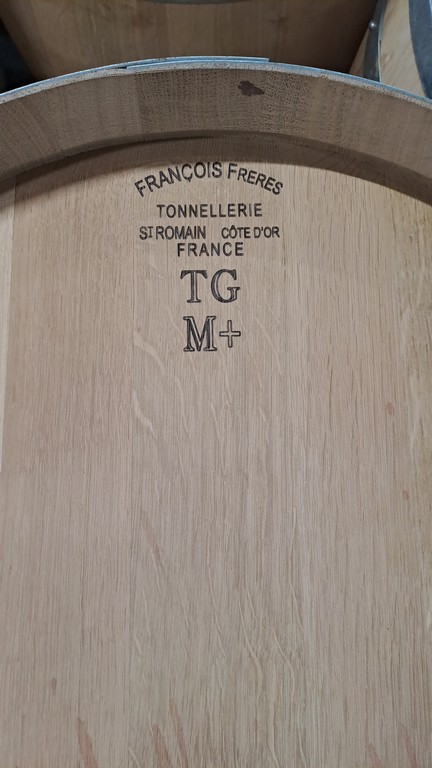 FRANÇOIS FRERES
TONNELLERIE
ST ROMAIN CÔTE D'OR
FRANCE
TG
M+